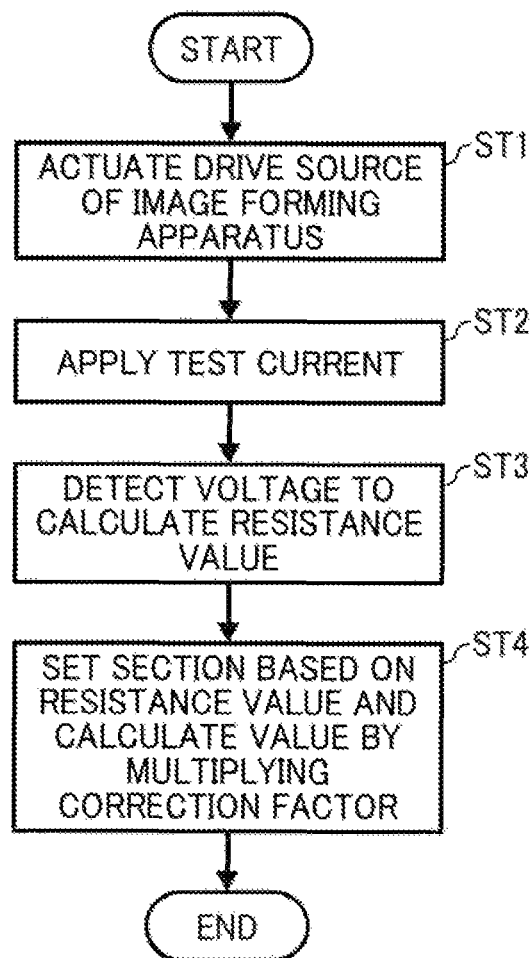 START
ST1
ACTUATE DRIVE SOURCE
OF IMAGE FORMING
APPARATUS
ST2
APPLY TEST CURRENT
ST3
DETECT VOLTAGE TO
CALCULATE RESISTANCE
VALUE
ST4
SET SECTION BASED ON
RESISTANCE VALUE AND
CALCULATE VALUE BY
MULTIPLYING
CORRECTION FACTOR
END